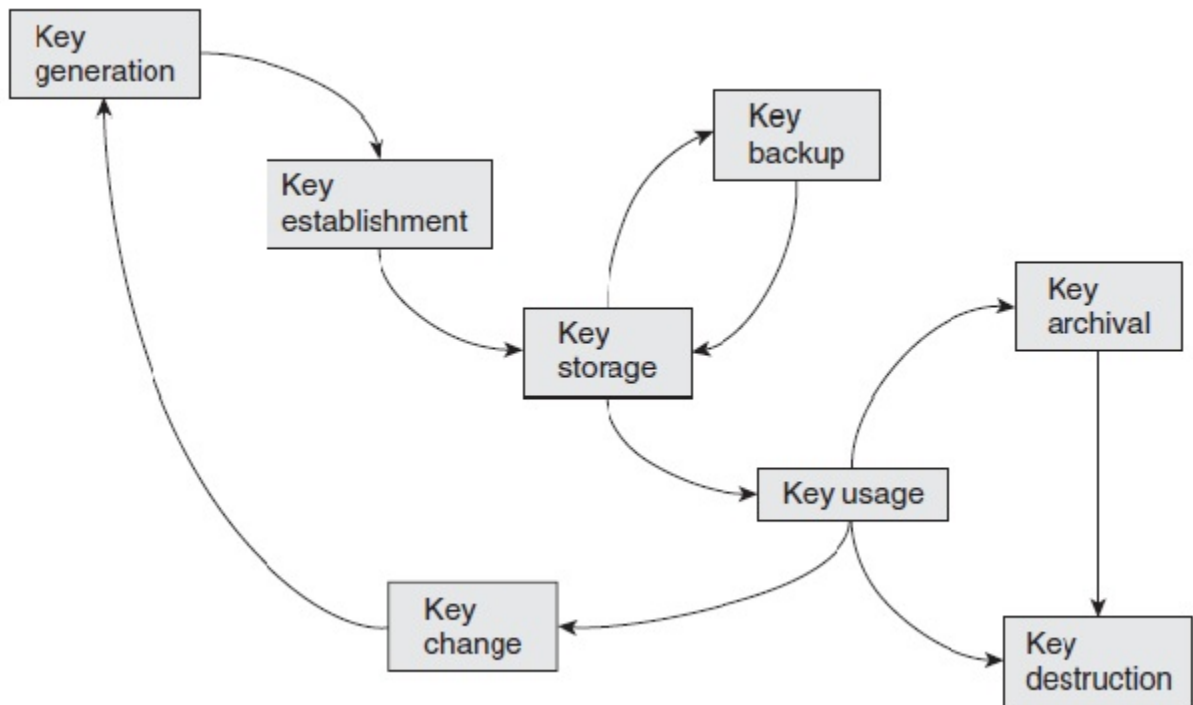 Key
generation
Key
backup
Key
establishment
Key
archival
Key
storage
Key usage
Key
change
Key
destruction